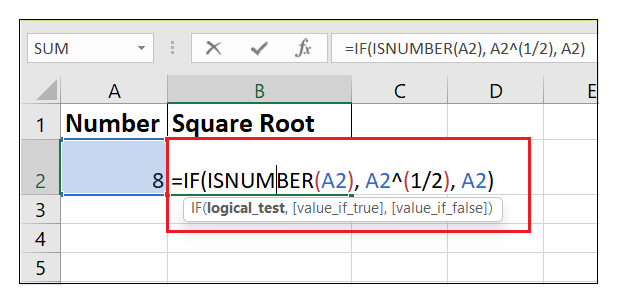 SUM fx =IF(ISNUMBER(A2), A2^(1/2), A2)
A B C D E
1 Number Square Root
2 8 =IF(ISNUMBER(A2), A2^(1/2), A2)
IF(logical_test, [value_if_true], [value_if_false])
3
4
5